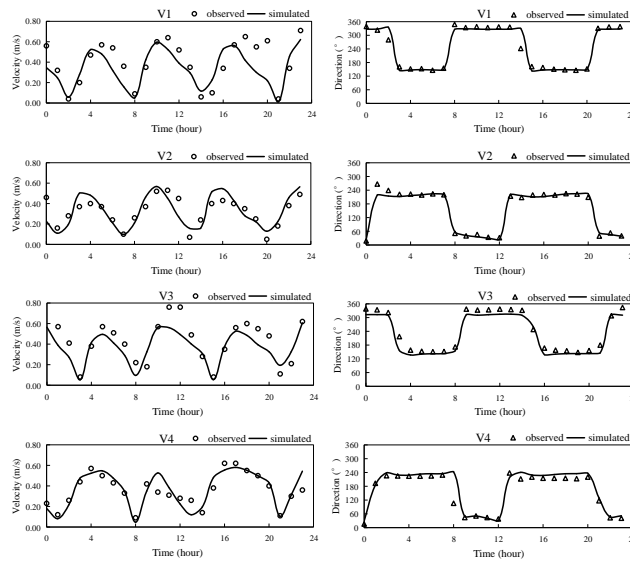 V1 observed simulated
0.80
0.60
0.40
0.20
0.00
Velocity (m/s)
0 4 8 12 16 20 24
Time (hour)
V1 observed simulated
360
300
240
180
120
60
0
Direction (°)
0 4 8 12 16 20 24
Time (hour)
V2 observed simulated
0.80
0.60
0.40
0.20
0.00
Velocity (m/s)
0 4 8 12 16 20 24
Time (hour)
V2 observed simulated
360
300
240
180
120
60
0
Direction (°)
0 4 8 12 16 20 24
Time (hour)
V3 observed simulated
0.80
0.60
0.40
0.20
0.00
Velocity (m/s)
0 4 8 12 16 20 24
Time (hour)
V3 observed simulated
360
300
240
180
120
60
0
Direction (°)
0 4 8 12 16 20
Time (hour)
V4 observed simulated
0.80
0.60
0.40
0.20
0.00
Velocity (m/s)
0 4 8 12 16 20 24
Time (hour)
V4 observed simulated
360
300
240
180
120
60
0
Direction (°)
0 4 8 12 16 20 24
Time (hour)